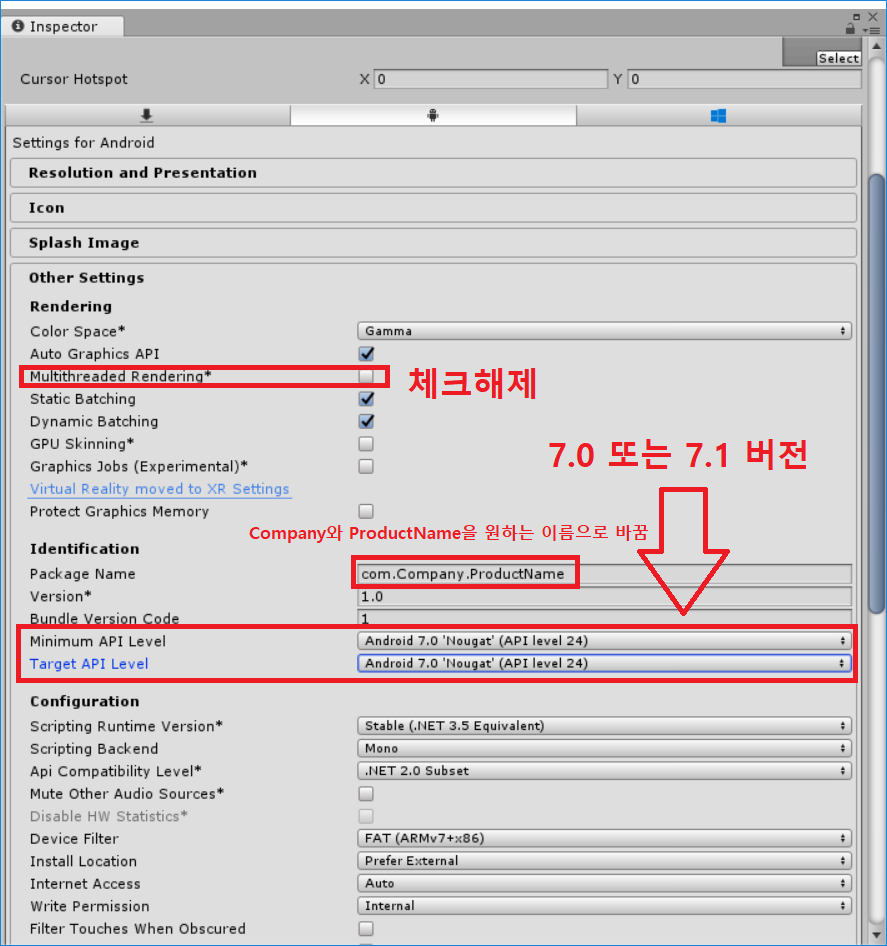 Inspector
Select
Cursor Hotspot X 0 Y 0
Settings for Android
Resolution and Presentation
Icon
Splash Image
Other Settings
Rendering
Color Space* Gamma
Auto Graphics API
Multithreaded Rendering* 체크해제
Static Batching
Dynamic Batching
GPU Skinning*
7.0 또는 7.1 버전
Graphics Jobs (Experimental)*
Virtual Reality moved to XR Settings
Protect Graphics Memory
Company와 ProductName을 원하는 이름으로 바꿈
Identification
Package Name com.Company.ProductName
Version* 1.0
Bundle Version Code 1
Minimum API Level Android 7.0 'Nougat' (API level 24)
Target API Level Android 7.0 'Nougat' (API level 24)
Configuration
Scripting Runtime Version* Stable (.NET 3.5 Equivalent)
Scripting Backend Mono
Api Compatibility Level* .NET 2.0 Subset
Mute Other Audio Sources*
Disable HW Statistics*
Device Filter FAT (ARMv7+x86)
Install Location Prefer External
Internet Access Auto
Write Permission Internal
Filter Touches When Obscured